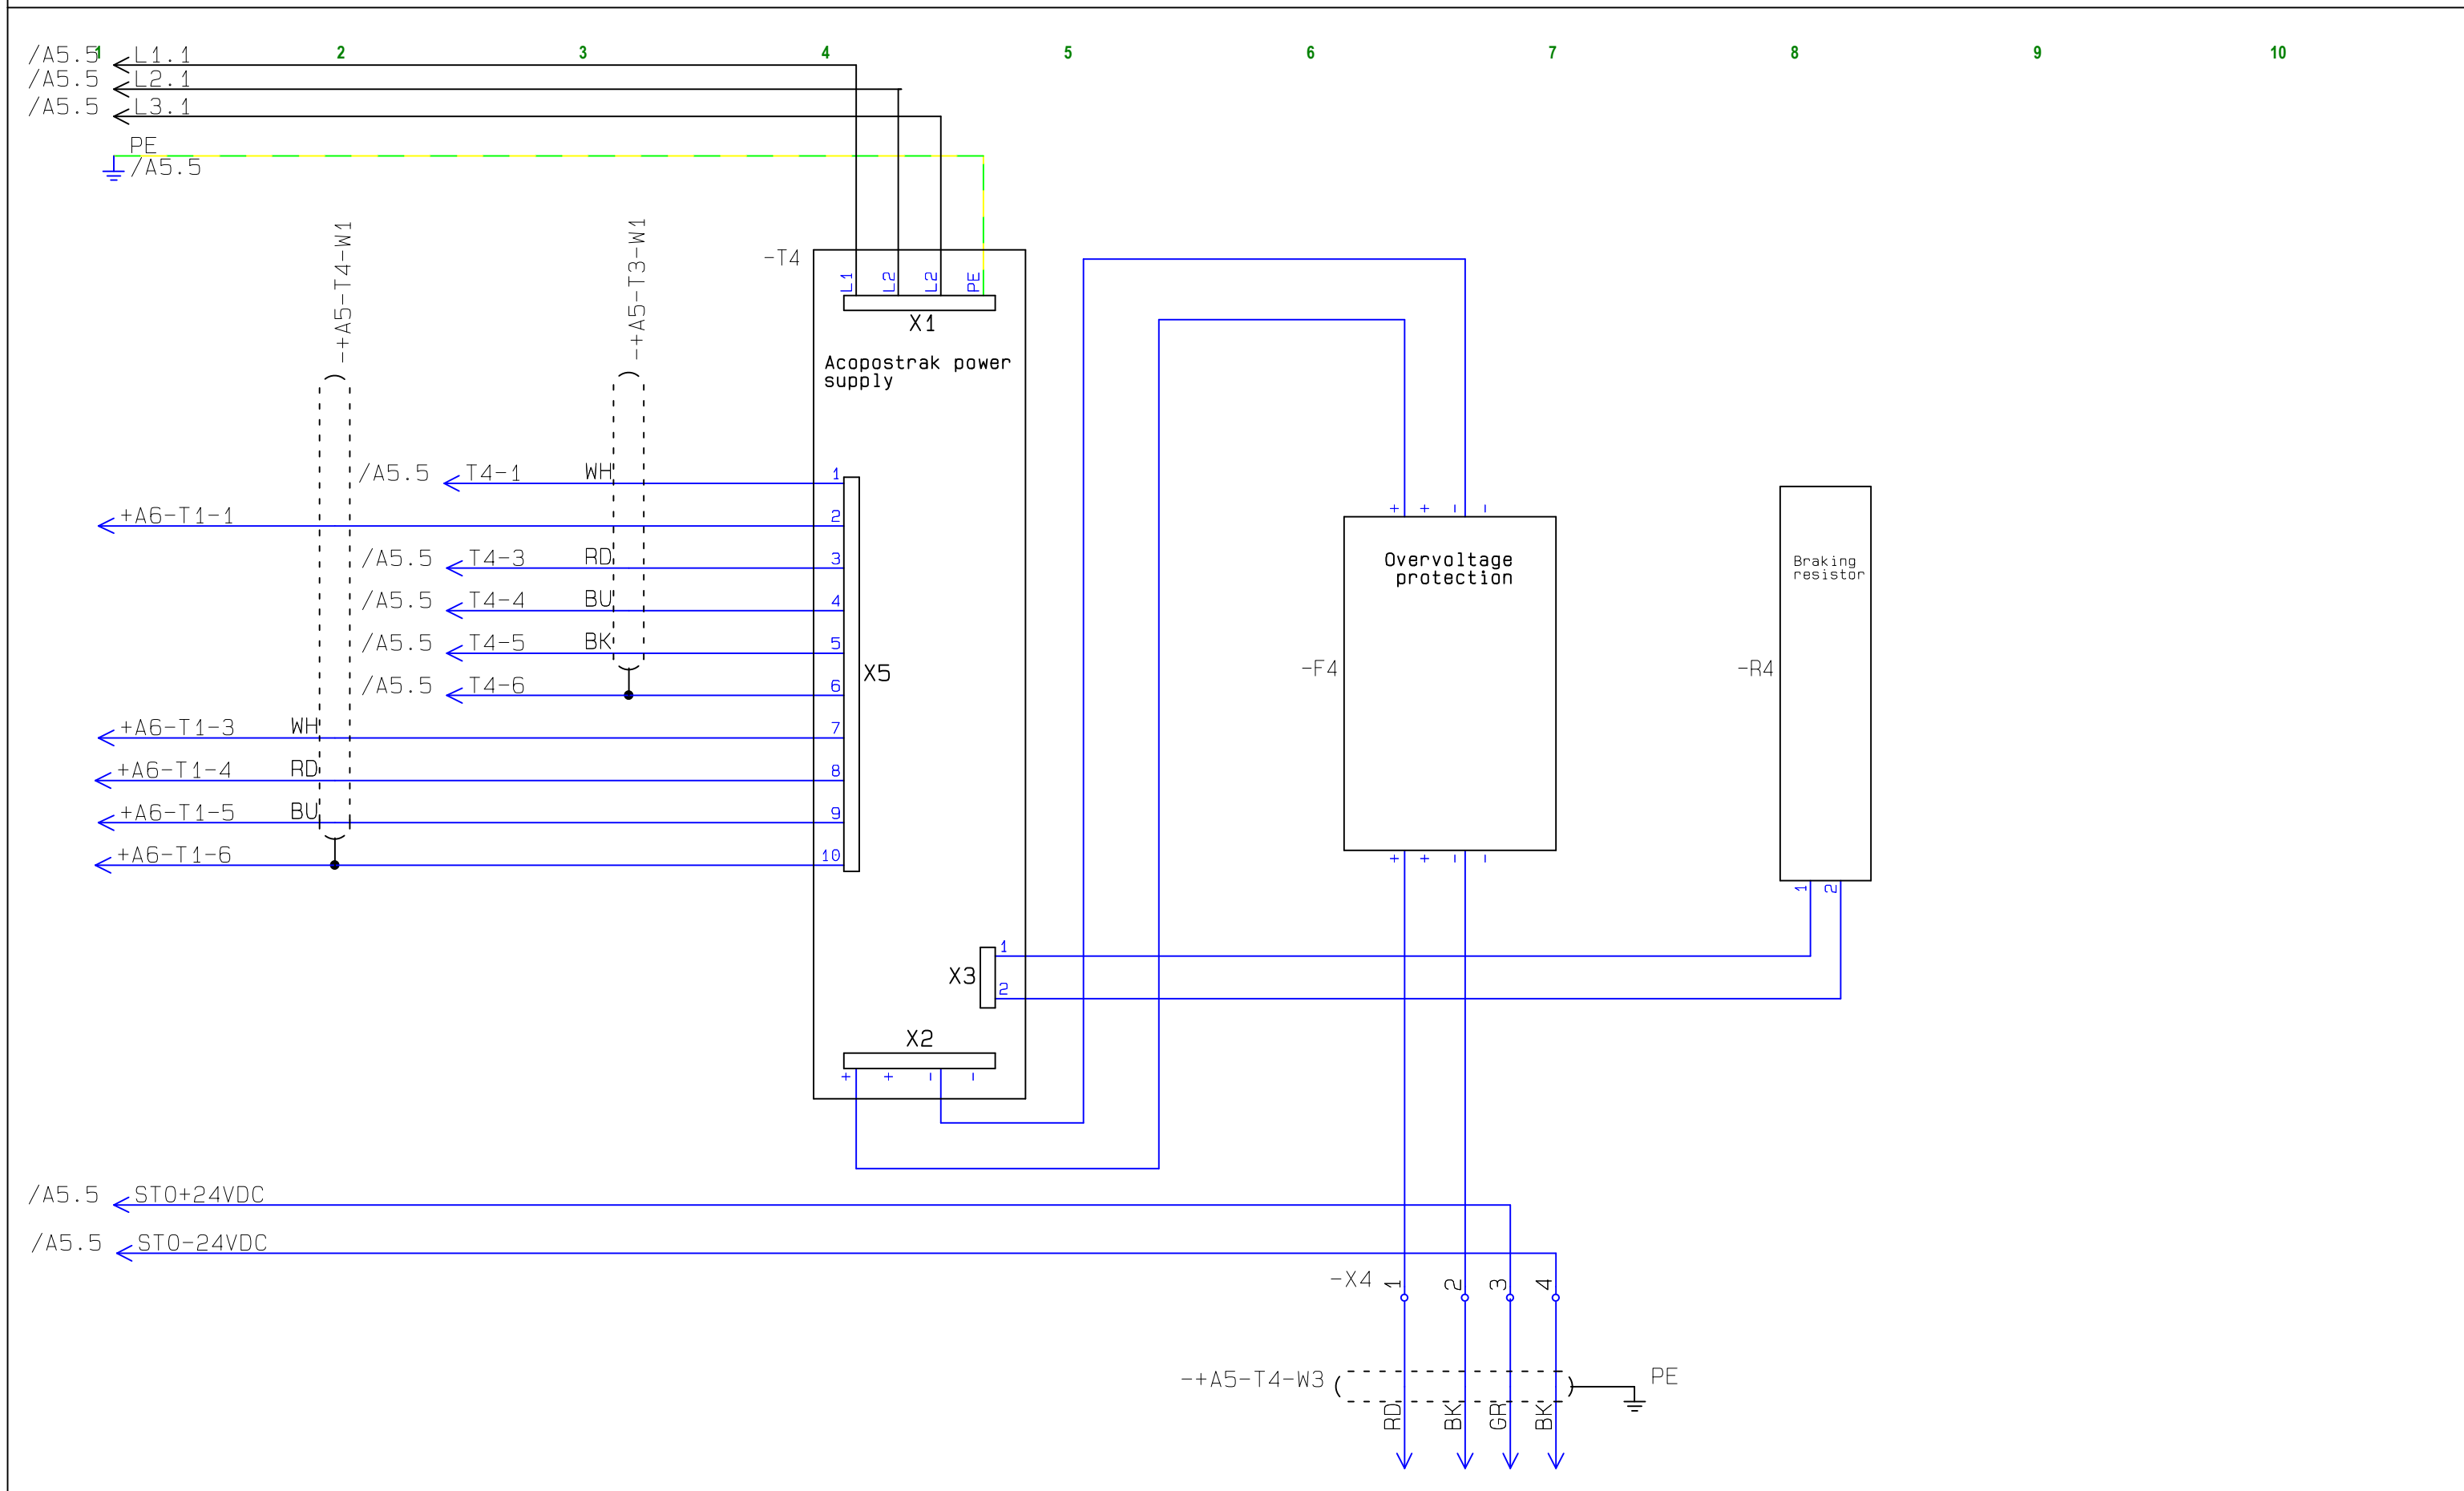 1 2 3 4 5 6 7 8 9 10
/A5.5 L1.1
/A5.5 L2.1
/A5.5 L3.1
PE
/A5.5
-+A5-T4-W1
-+A5-T3-W1
-T4
L1 L2 L2 PE
X1
Acopostrak power
supply
/A5.5 T4-1 WH 1
+A6-T1-1 2
/A5.5 T4-3 RD 3
/A5.5 T4-4 BU 4
/A5.5 T4-5 BK 5
/A5.5 T4-6 6
X5
+A6-T1-3 WH 7
+A6-T1-4 RD 8
+A6-T1-5 BU 9
+A6-T1-6 10
+ + - -
Overvoltage
protection
-F4
+ + - -
Braking
resistor
-R4
1 2
X3
1
2
X2
+ + - -
/A5.5 STO+24VDC
/A5.5 STO-24VDC
-X4 1 2 3 4
-+A5-T4-W3
PE
RD BK GR BK